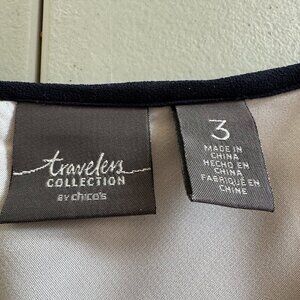 travelers
COLLECTION
BY chico's
3
MADE IN
CHINA
HECHO EN
CHINA
FABRIQUÉ EN
CHINE